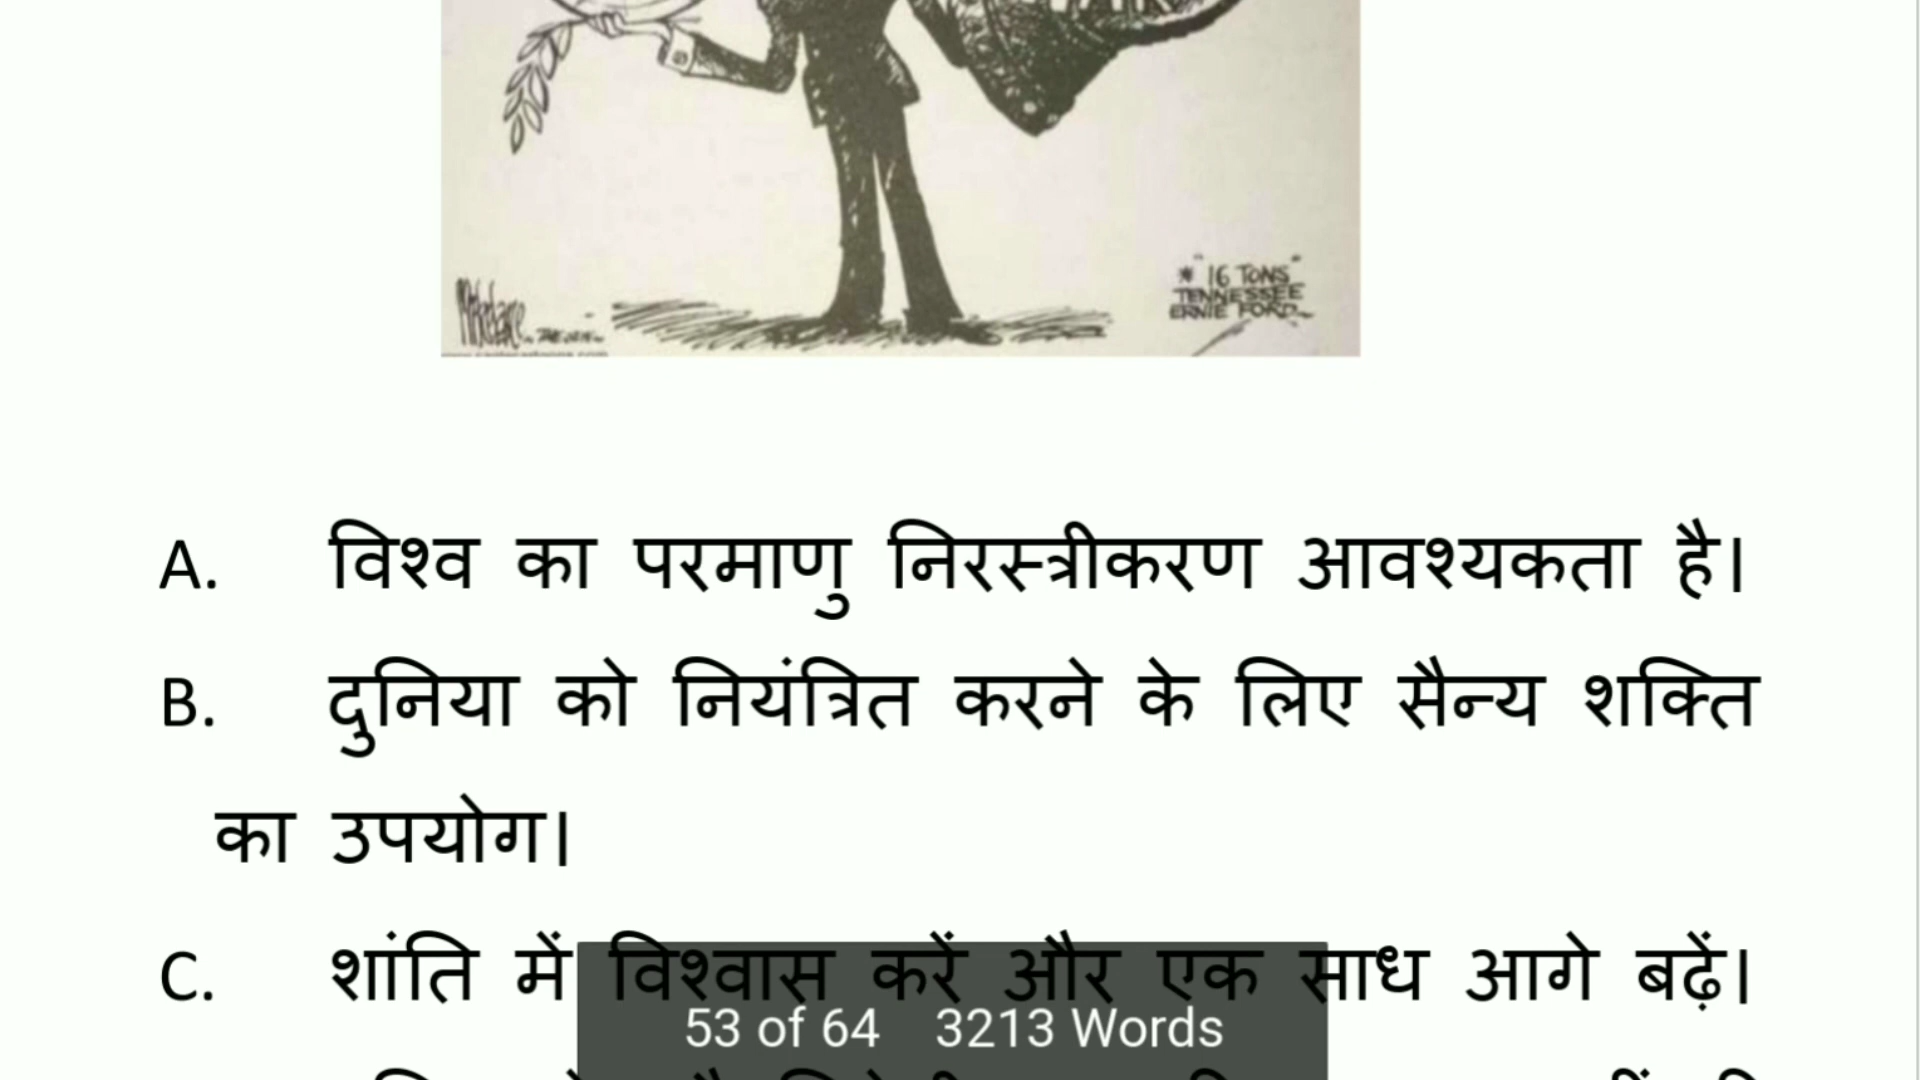 * "16 TONS"
TENNESSEE
ERNIE FORD
A. विश्व का परमाणु निरस्त्रीकरण आवश्यकता है।
B. दुनिया को नियंत्रित करने के लिए सैन्य शक्ति
का उपयोग।
C. शांति में विश्वास करें और एक साध आगे बढ़ें।
53 of 64 3213 Words